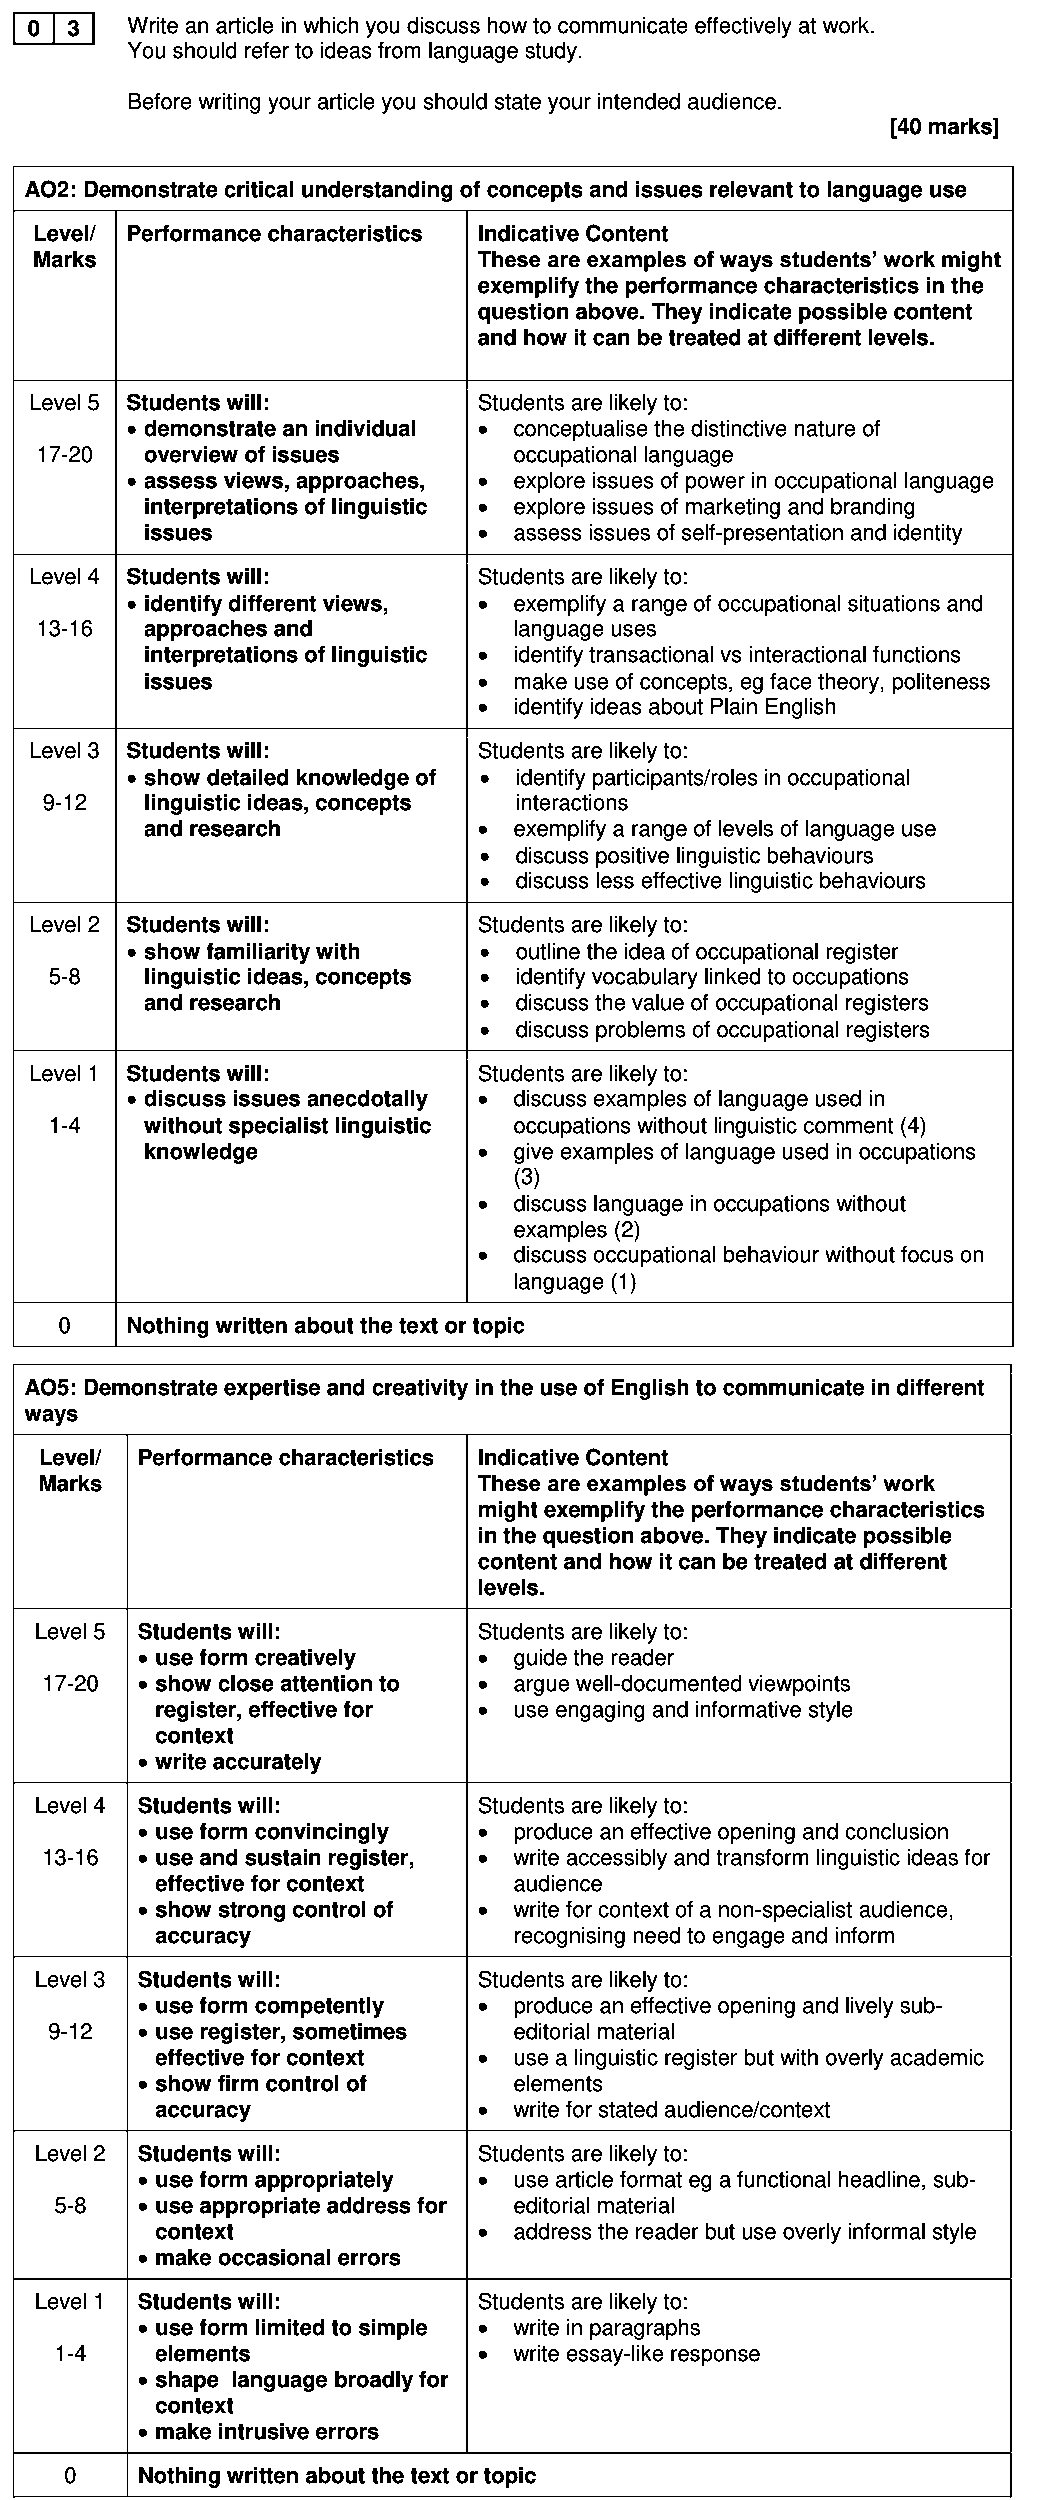 0 3
Write an article in which you discuss how to communicate effectively at work.
You should refer to ideas from language study.
Before writing your article you should state your intended audience.
[40 marks]
AO2: Demonstrate critical understanding of concepts and issues relevant to language use
Level/
Marks
Performance characteristics
Indicative Content
These are examples of ways students' work might
exemplify the performance characteristics in the
question above. They indicate possible content
and how it can be treated at different levels.
Level 5
17-20
Students will:
• demonstrate an individual
overview of issues
• assess views, approaches,
interpretations of linguistic
issues
Students are likely to:
• conceptualise the distinctive nature of
occupational language
• explore issues of power in occupational language
• explore issues of marketing and branding
• assess issues of self-presentation and identity
Level 4
13-16
Students will:
• identify different views,
approaches and
interpretations of linguistic
issues
Students are likely to:
• exemplify a range of occupational situations and
language uses
• identify transactional vs interactional functions
• make use of concepts, eg face theory, politeness
• identify ideas about Plain English
Level 3
9-12
Students will:
• show detailed knowledge of
linguistic ideas, concepts
and research
Students are likely to:
• identify participants/roles in occupational
interactions
• exemplify a range of levels of language use
• discuss positive linguistic behaviours
• discuss less effective linguistic behaviours
Level 2
5-8
Students will:
• show familiarity with
linguistic ideas, concepts
and research
Students are likely to:
• outline the idea of occupational register
• identify vocabulary linked to occupations
• discuss the value of occupational registers
• discuss problems of occupational registers
Level 1
1-4
Students will:
• discuss issues anecdotally
without specialist linguistic
knowledge
Students are likely to:
• discuss examples of language used in
occupations without linguistic comment (4)
• give examples of language used in occupations
(3)
• discuss language in occupations without
examples (2)
• discuss occupational behaviour without focus on
language (1)
0
Nothing written about the text or topic
AO5: Demonstrate expertise and creativity in the use of English to communicate in different
ways
Level/
Marks
Performance characteristics
Indicative Content
These are examples of ways students' work
might exemplify the performance characteristics
in the question above. They indicate possible
content and how it can be treated at different
levels.
Level 5
17-20
Students will:
• use form creatively
• show close attention to
register, effective for
context
• write accurately
Students are likely to:
• guide the reader
• argue well-documented viewpoints
• use engaging and informative style
Level 4
13-16
Students will:
• use form convincingly
• use and sustain register,
effective for context
• show strong control of
accuracy
Students are likely to:
• produce an effective opening and conclusion
• write accessibly and transform linguistic ideas for
audience
• write for context of a non-specialist audience,
recognising need to engage and inform
Level 3
9-12
Students will:
• use form competently
• use register, sometimes
effective for context
• show firm control of
accuracy
Students are likely to:
• produce an effective opening and lively sub-
editorial material
• use a linguistic register but with overly academic
elements
• write for stated audience/context
Level 2
5-8
Students will:
• use form appropriately
• use appropriate address for
context
• make occasional errors
Students are likely to:
• use article format eg a functional headline, sub-
editorial material
• address the reader but use overly informal style
Level 1
1-4
Students will:
• use form limited to simple
elements
• shape language broadly for
context
• make intrusive errors
Students are likely to:
• write in paragraphs
• write essay-like response
0
Nothing written about the text or topic